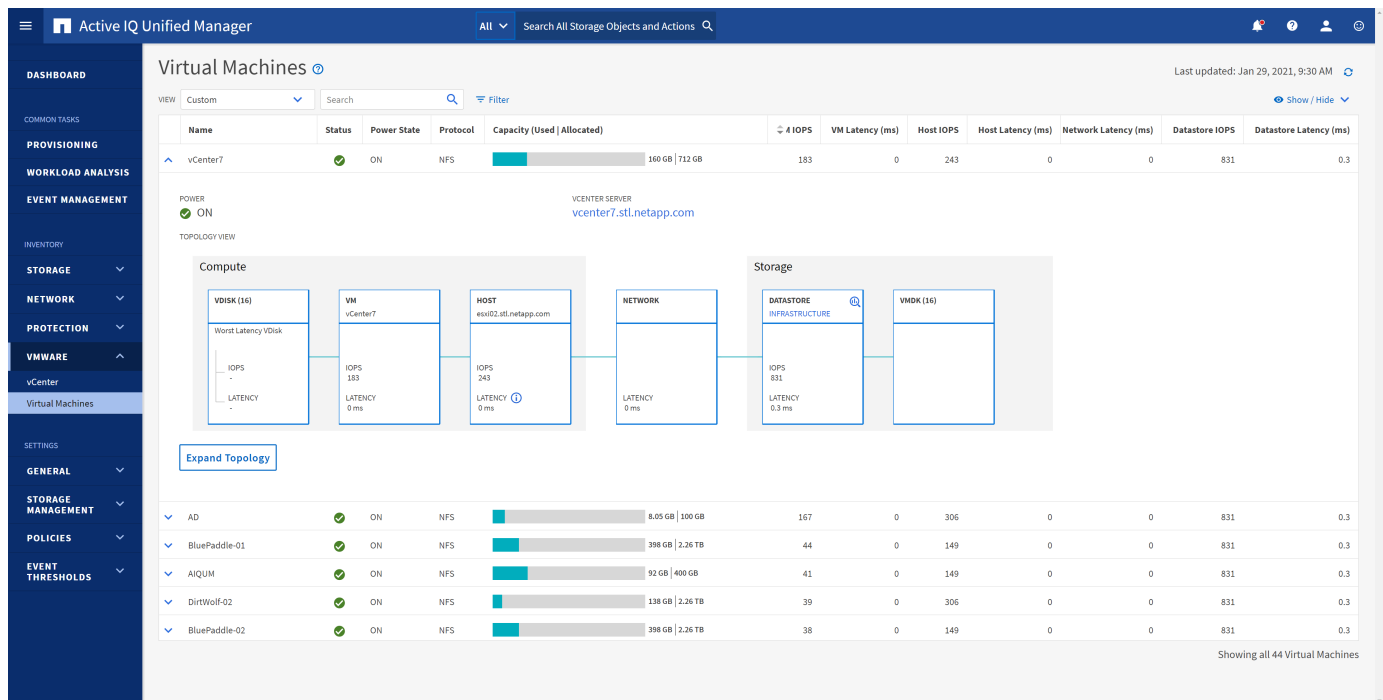 Active IQ Unified Manager
All
Search All Storage Objects and Actions
DASHBOARD
COMMON TASKS
PROVISIONING
WORKLOAD ANALYSIS
EVENT MANAGEMENT
INVENTORY
STORAGE
NETWORK
PROTECTION
VMWARE
vCenter
Virtual Machines
SETTINGS
GENERAL
STORAGE
MANAGEMENT
POLICIES
EVENT
THRESHOLDS
Virtual Machines
Last updated: Jan 29, 2021, 9:30 AM
VIEW Custom Search Filter Show / Hide
Name Status Power State Protocol Capacity (Used | Allocated) IOPS VM Latency (ms) Host IOPS Host Latency (ms) Network Latency (ms) Datastore IOPS Datastore Latency (ms)
vCenter7 ON NFS 160 GB | 712 GB 183 0 243 0 0 831 0.3
POWER
ON
VCENTER SERVER
vcenter7.stl.netapp.com
TOPOLOGY VIEW
Compute
VDISK (16)
Worst Latency VDisk
IOPS
-
LATENCY
-
VM
vCenter7
IOPS
183
LATENCY
0 ms
HOST
esxi02.stl.netapp.com
IOPS
243
LATENCY
0 ms
NETWORK
LATENCY
0 ms
Storage
DATASTORE
INFRASTRUCTURE
IOPS
831
LATENCY
0.3 ms
VMDK (16)
Expand Topology
AD ON NFS 8.05 GB | 100 GB 167 0 306 0 0 831 0.3
BluePaddle-01 ON NFS 398 GB | 2.26 TB 44 0 149 0 0 831 0.3
AIQUM ON NFS 92 GB | 400 GB 41 0 149 0 0 831 0.3
DirtWolf-02 ON NFS 138 GB | 2.26 TB 39 0 306 0 0 831 0.3
BluePaddle-02 ON NFS 398 GB | 2.26 TB 38 0 149 0 0 831 0.3
Showing all 44 Virtual Machines